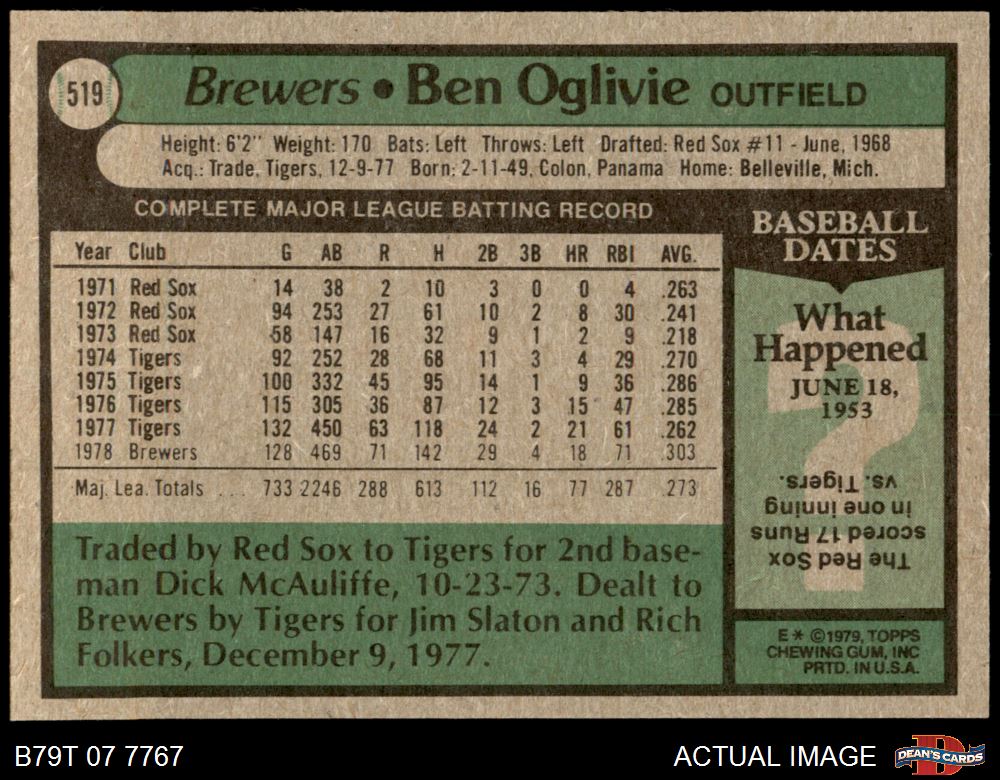 519
Brewers • Ben Oglivie OUTFIELD
Height: 6'2" Weight: 170 Bats: Left Throws: Left Drafted: Red Sox #11 - June, 1968
Acq.: Trade, Tigers, 12-9-77 Born: 2-11-49, Colon, Panama Home: Belleville, Mich.
COMPLETE MAJOR LEAGUE BATTING RECORD
Year Club G AB R H 2B 3B HR RBI AVG.
1971 Red Sox 14 38 2 10 3 0 0 4 .263
1972 Red Sox 94 253 27 61 10 2 8 30 .241
1973 Red Sox 58 147 16 32 9 1 2 9 .218
1974 Tigers 92 252 28 68 11 3 4 29 .270
1975 Tigers 100 332 45 95 14 1 9 36 .286
1976 Tigers 115 305 36 87 12 3 15 47 .285
1977 Tigers 132 450 63 118 24 2 21 61 .262
1978 Brewers 128 469 71 142 29 4 18 71 .303
Maj. Lea. Totals ... 733 2246 288 613 112 16 77 287 .273
Traded by Red Sox to Tigers for 2nd base-
man Dick McAuliffe, 10-23-73. Dealt to
Brewers by Tigers for Jim Slaton and Rich
Folkers, December 9, 1977.
BASEBALL
DATES
What
Happened
JUNE 18,
1953
?
The Red Sox
scored 17 Runs
in one inning
vs. Tigers.
E* ©1979, TOPPS
CHEWING GUM, INC
PRTD. IN U.S.A.
B79T 07 7767
ACTUAL IMAGE
D
DEAN'S CARDS